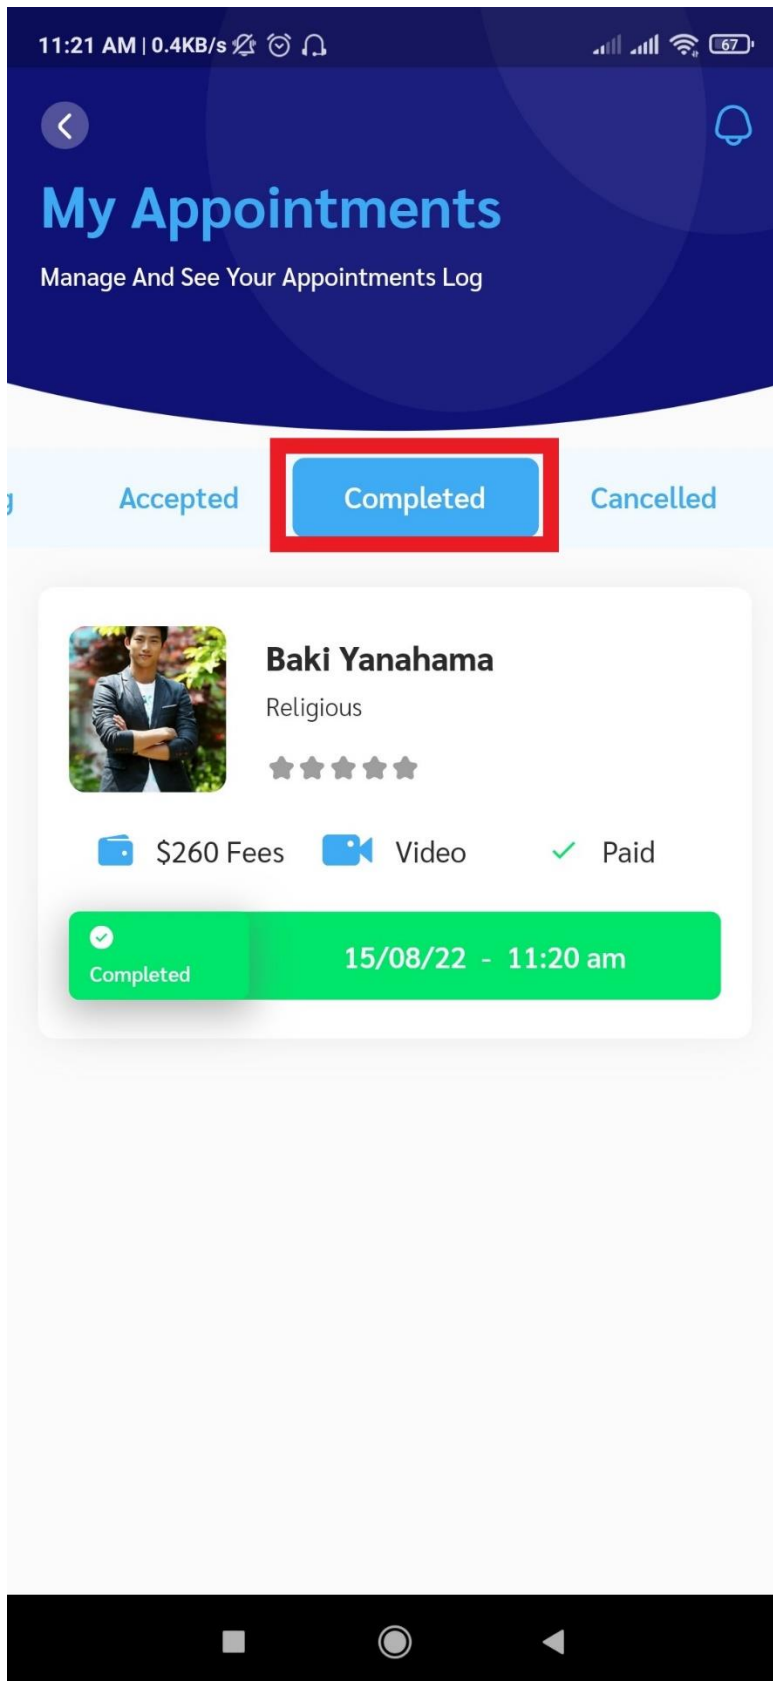 11:21 AM | 0.4KB/s 67
My Appointments
Manage And See Your Appointments Log
g Accepted Completed Cancelled
Baki Yanahama
Religious
$260 Fees Video Paid
Completed 15/08/22 - 11:20 am